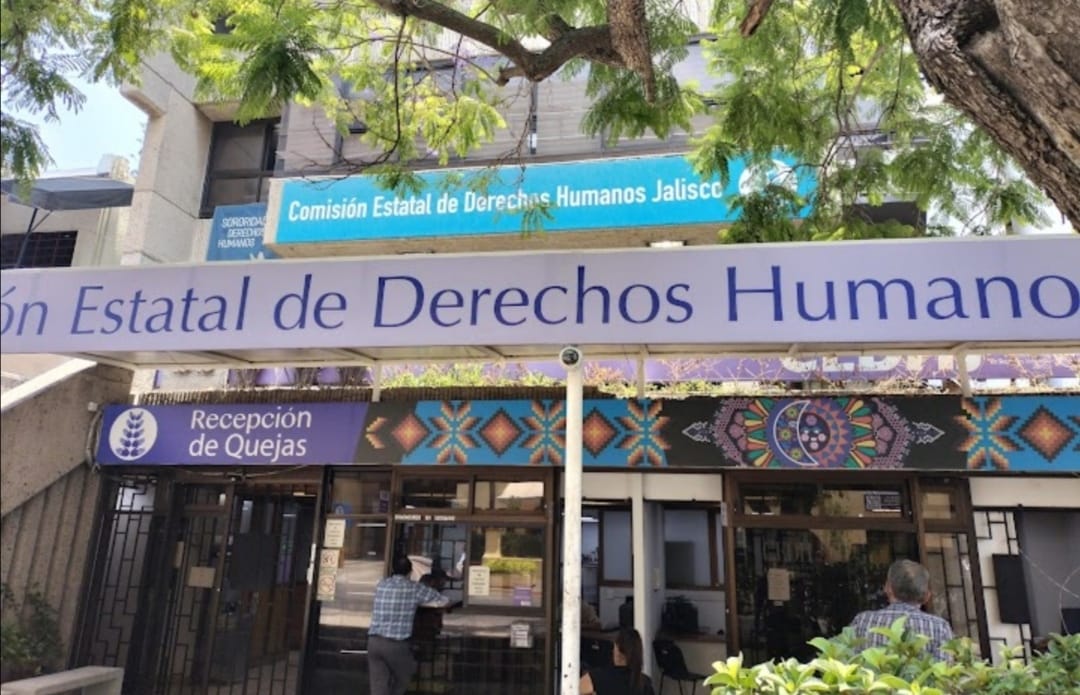 Comisión Estatal de Derechos Humanos Jalisco
SORORIDAD
DERECHOS
HUMANOS
ón Estatal de Derechos Humano
Recepción
de Quejas